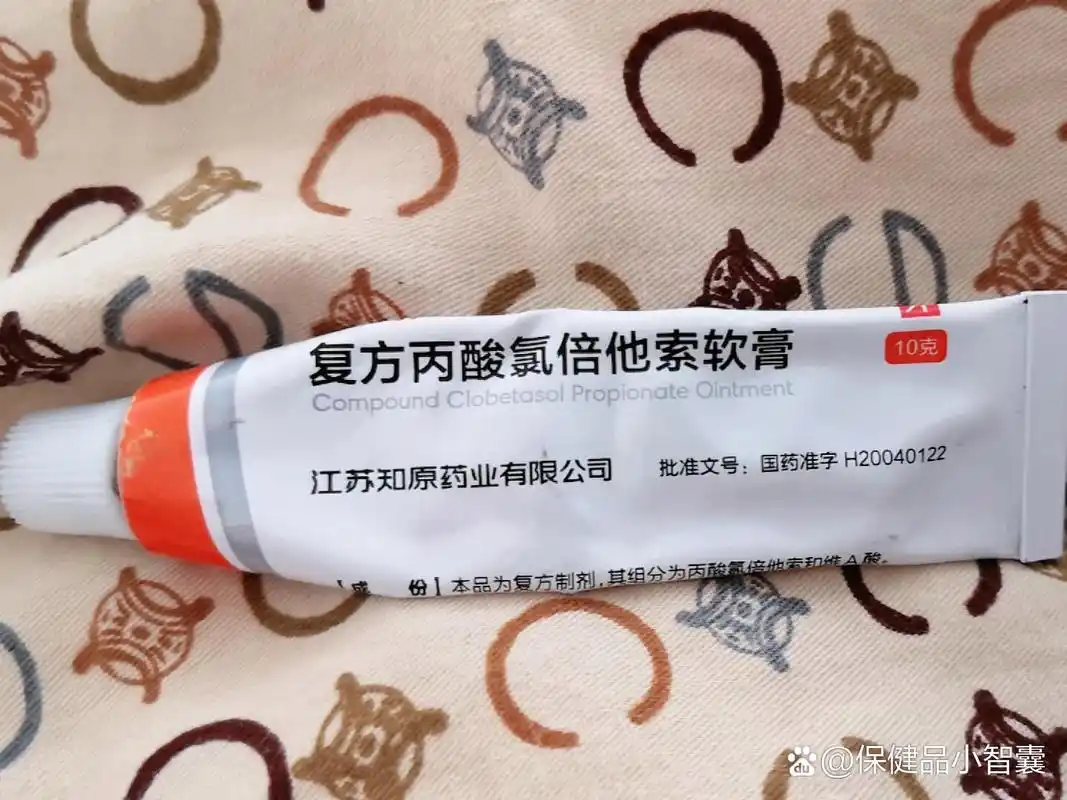 复方丙酸氯倍他索软膏
10克
Compound Clobetasol Propionate Ointment
江苏知原药业有限公司
批准文号：国药准字 H20040122
【成 份】本品为复方制剂，其组分为丙酸氯倍他索和维A酸。
du @保健品小智囊